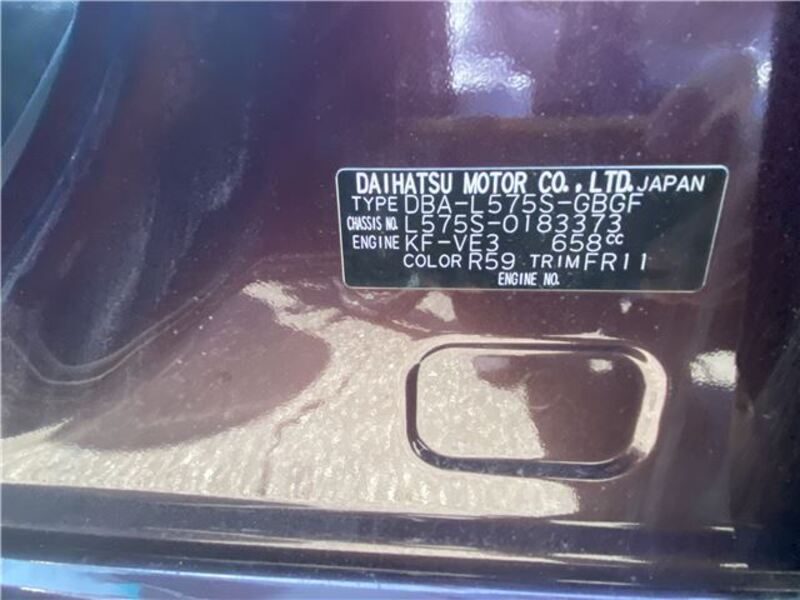 DAIHATSU MOTOR CO., LTD. JAPAN
TYPE DBA-L575S-GBGF
CHASSIS NO. L575S-0183373
ENGINE KF-VE3 658cc
COLOR R59 TRIM FR11
ENGINE NO.